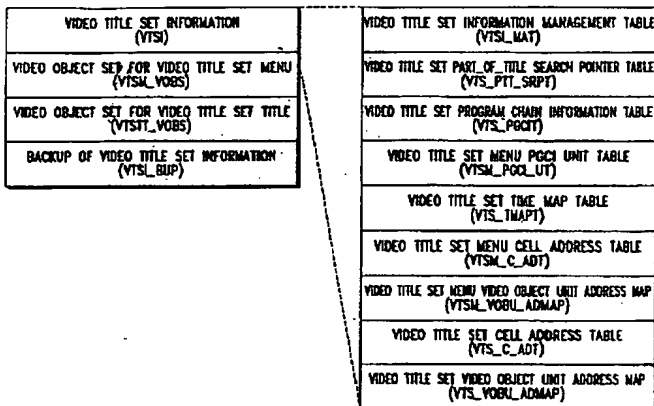 VIDEO TITLE SET INFORMATION
(VTSI)
VIDEO OBJECT SET FOR VIDEO TITLE SET MENU
(VTSM_VOBS)
VIDEO OBJECT SET FOR VIDEO TITLE SET TITLE
(VTSTT_VOBS)
BACKUP OF VIDEO TITLE SET INFORMATION
(VTSI_BUP)
VIDEO TITLE SET INFORMATION MANAGEMENT TABLE
(VTSI_MAT)
VIDEO TITLE SET PART_OF_TITLE SEARCH POINTER TABLE
(VTS_PTT_SRPT)
VIDEO TITLE SET PROGRAM CHAIN INFORMATION TABLE
(VTS_PGCIT)
VIDEO TITLE SET MENU PGCI UNIT TABLE
(VTSM_PGCI_UT)
VIDEO TITLE SET TIME MAP TABLE
(VTS_TMAPT)
VIDEO TITLE SET MENU CELL ADDRESS TABLE
(VTSM_C_ADT)
VIDEO TITLE SET MENU VIDEO OBJECT UNIT ADDRESS MAP
(VTSM_VOBU_ADMAP)
VIDEO TITLE SET CELL ADDRESS TABLE
(VTS_C_ADT)
VIDEO TITLE SET VIDEO OBJECT UNIT ADDRESS MAP
(VTS_VOBU_ADMAP)